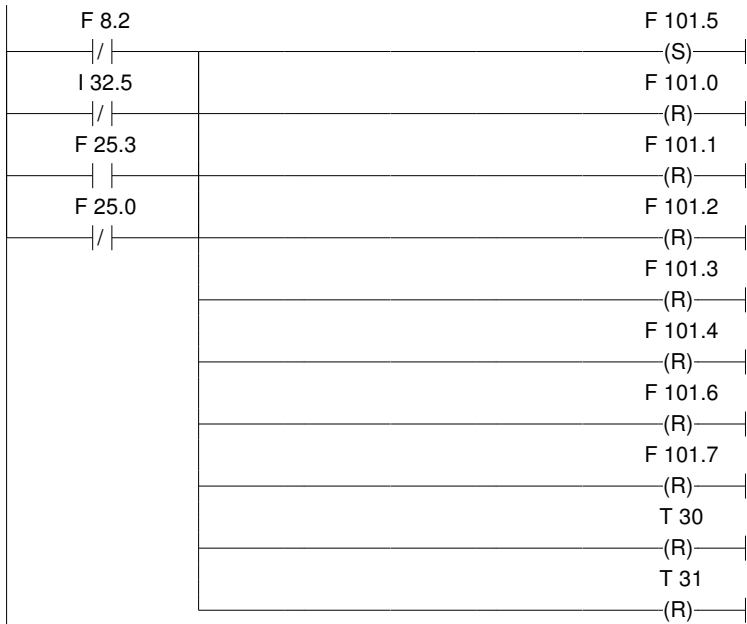 F 8.2 F 101.5
/ (S)
I 32.5 F 101.0
/ (R)
F 25.3 F 101.1
(R)
F 25.0 F 101.2
/ (R)
F 101.3
(R)
F 101.4
(R)
F 101.6
(R)
F 101.7
(R)
T 30
(R)
T 31
(R)